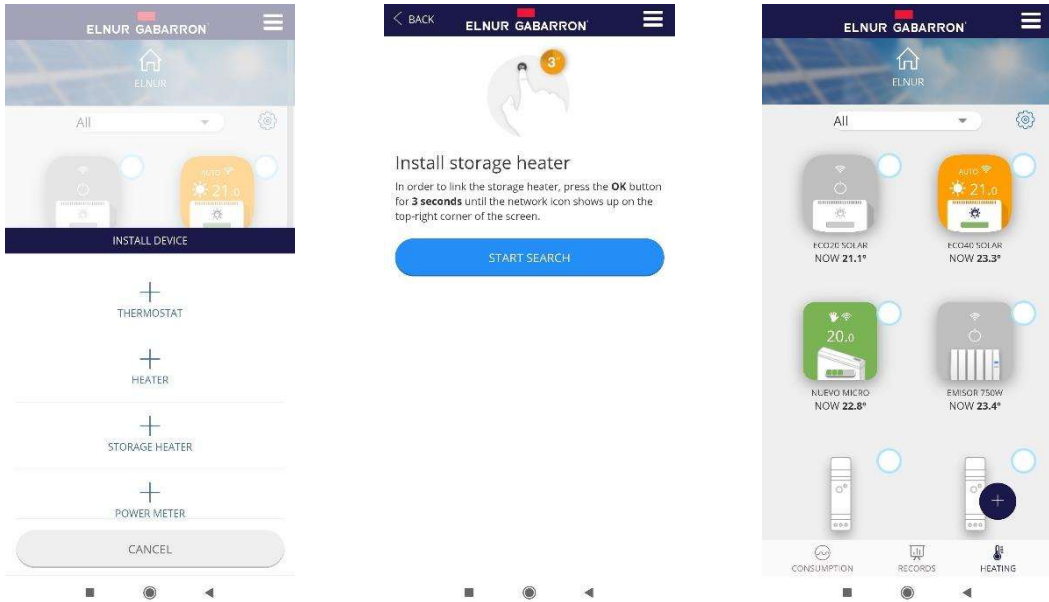 ELNUR GABARRON
ELNUR
All
AUTO
21.0
INSTALL DEVICE
THERMOSTAT
HEATER
STORAGE HEATER
POWER METER
CANCEL
BACK
ELNUR GABARRON
3"
Install storage heater
In order to link the storage heater, press the OK button
for 3 seconds until the network icon shows up on the
top-right corner of the screen.
START SEARCH
ELNUR GABARRON
ELNUR
All
AUTO
21.0
ECO20 SOLAR
NOW 21.1°
ECO40 SOLAR
NOW 23.3°
20.0
NUEVO MICRO
NOW 22.8°
EMISOR 750W
NOW 23.4°
CONSUMPTION
RECORDS
HEATING